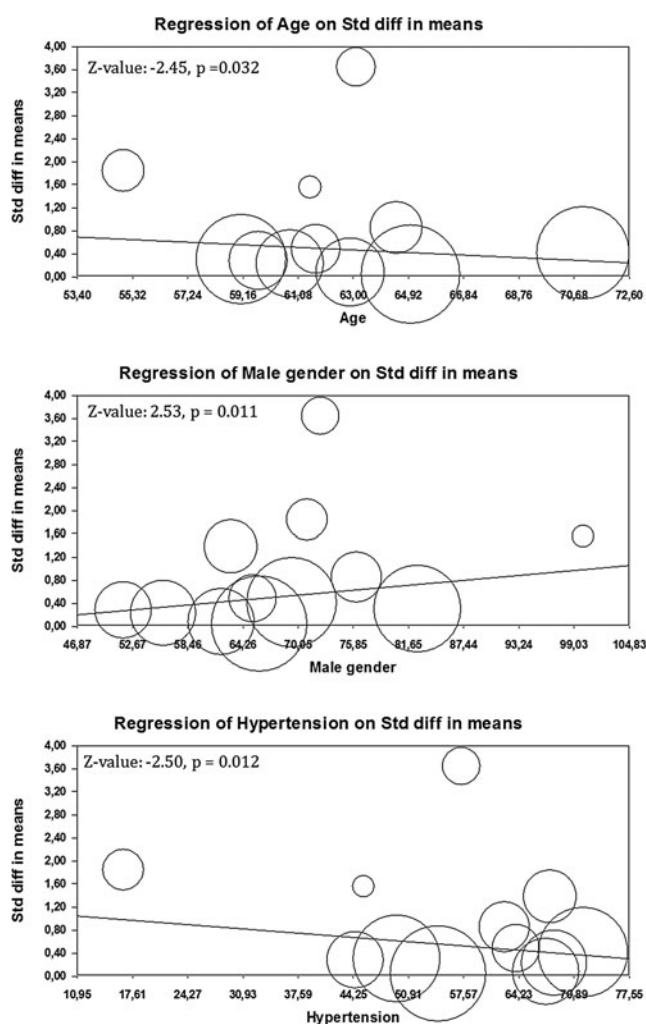 Regression of Age on Std diff in means
4,00
Z-value: -2.45, p =0.032
3,60
3,20
2,80
2,40
2,00
1,60
1,20
0,80
0,40
0,00
Std diff in means
53,40 55,32 57,24 59,16 61,08 63,00 64,92 66,84 68,76 70,68 72,60
Age
Regression of Male gender on Std diff in means
4,00
Z-value: 2.53, p = 0.011
3,60
3,20
2,80
2,40
2,00
1,60
1,20
0,80
0,40
0,00
Std diff in means
46,87 52,67 58,46 64,26 70,05 75,85 81,65 87,44 93,24 99,03 104,83
Male gender
Regression of Hypertension on Std diff in means
4,00
Z-value: -2.50, p = 0.012
3,60
3,20
2,80
2,40
2,00
1,60
1,20
0,80
0,40
0,00
Std diff in means
10,95 17,61 24,27 30,93 37,59 44,25 50,91 57,57 64,23 70,89 77,55
Hypertension